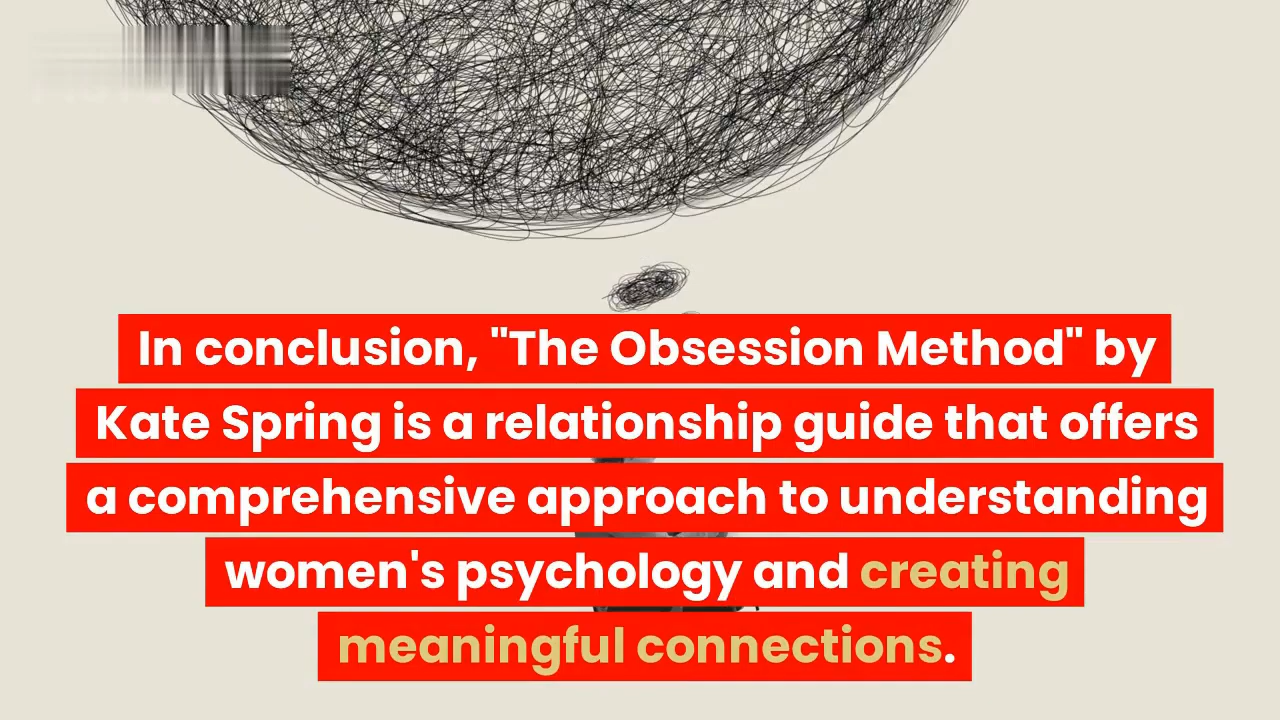 In conclusion, "The Obsession Method" by
Kate Spring is a relationship guide that offers
a comprehensive approach to understanding
women's psychology and creating
meaningful connections.